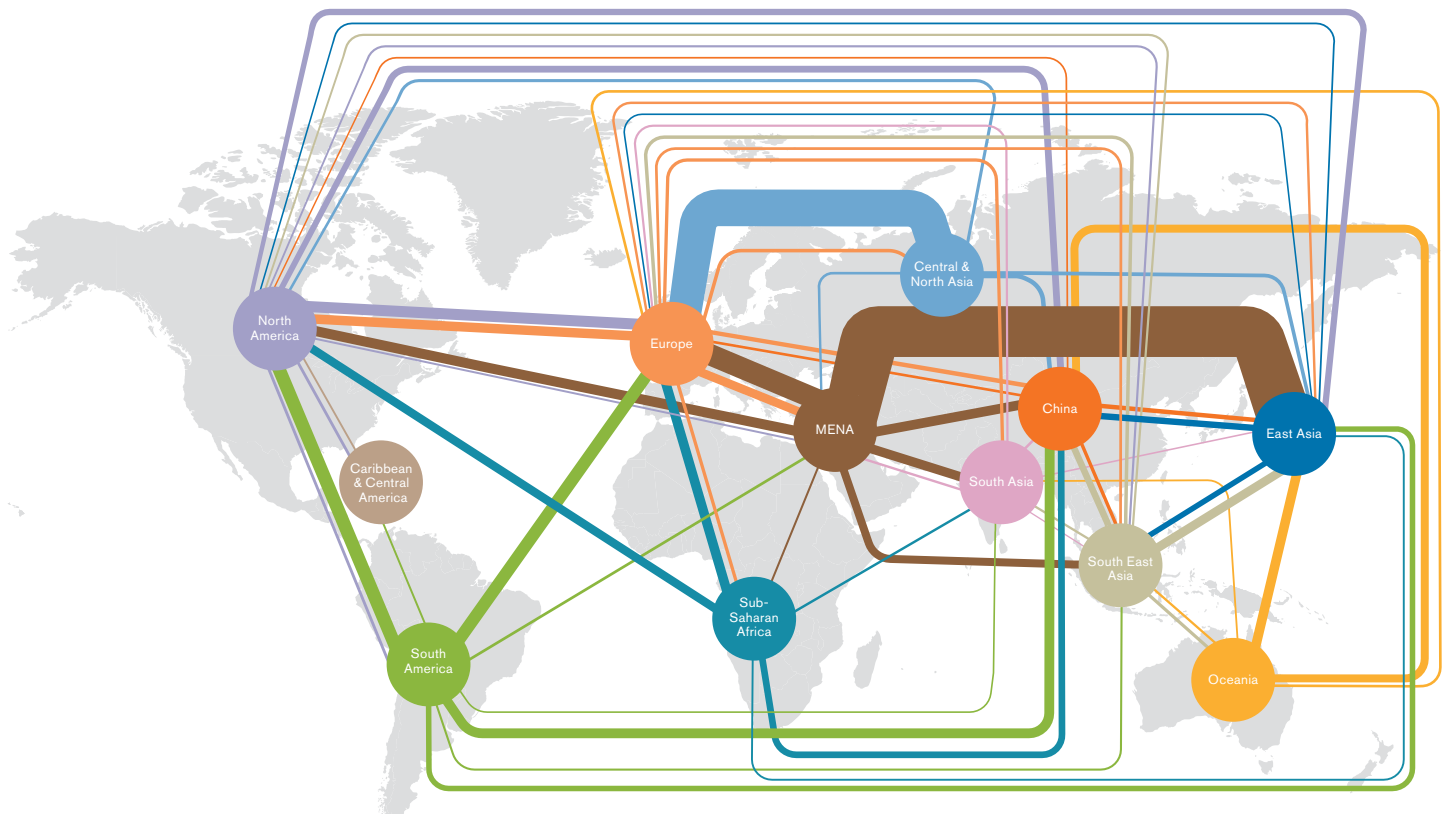 Central &
North Asia
North
America
Europe
China
MENA
East Asia
Caribbean
& Central
America
South Asia
South East
Asia
Sub-
Saharan
Africa
South
America
Oceania